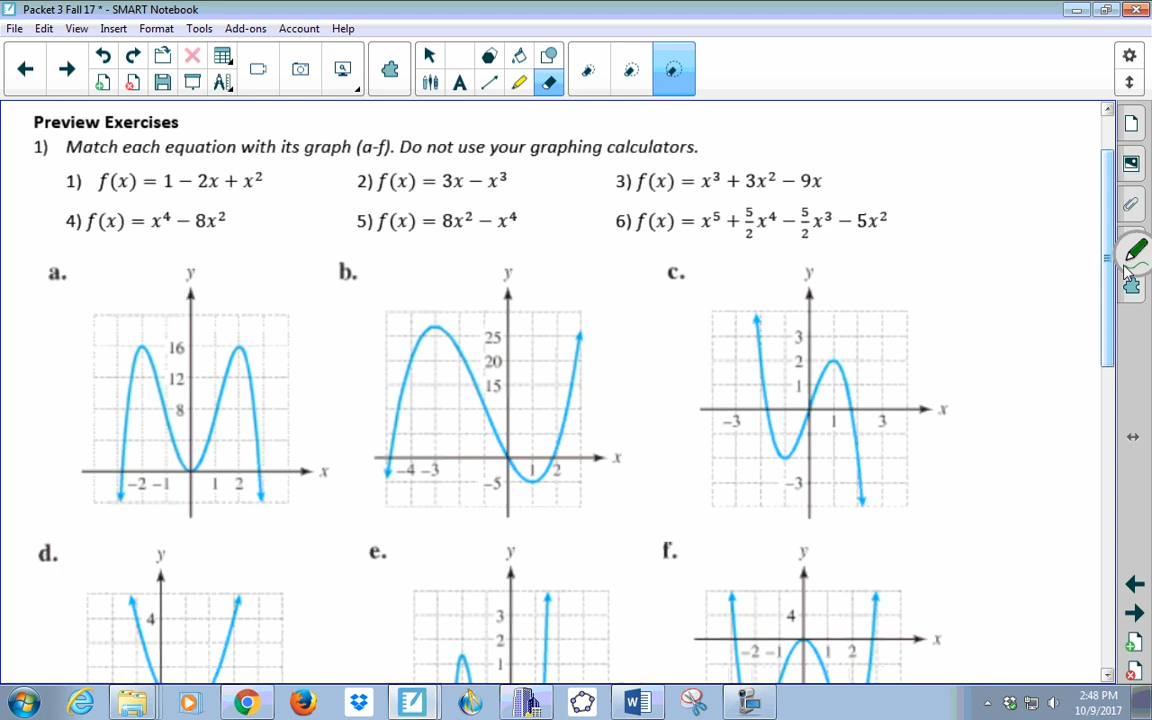 Packet 3 Fall 17 * - SMART Notebook
File Edit View Insert Format Tools Add-ons Account Help
Preview Exercises
1) Match each equation with its graph (a-f). Do not use your graphing calculators.
1) f(x) = 1 − 2x + x² 2) f(x) = 3x − x³ 3) f(x) = x³ + 3x² − 9x
4) f(x) = x⁴ − 8x² 5) f(x) = 8x² − x⁴ 6) f(x) = x⁵ + 5/2x⁴ − 5/2x³ − 5x²
a. y b. y c. y
16
12
8
x
-2 -1 1 2
25
20
15
x
-4 -3 1 2
-5
3
2
1
x
-3 1 3
-3
d. y e. y f. y
4
3
2
1
4
x
-2 -1 1 2
2:48 PM
10/9/2017